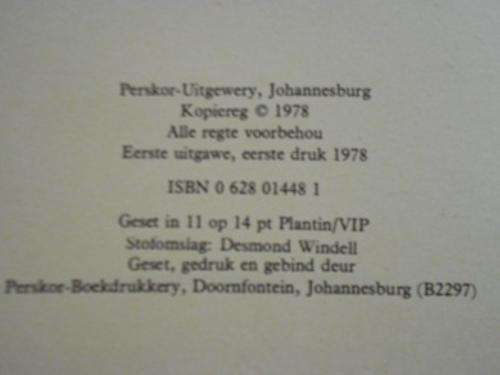 Perskor-Uitgewery, Johannesburg
Kopiereg © 1978
Alle regte voorbehou
Eerste uitgawe, eerste druk 1978
ISBN 0 628 01448 1
Geset in 11 op 14 pt Plantin/VIP
Stofomslag: Desmond Windell
Geset, gedruk en gebind deur
Perskor-Boekdrukkery, Doornfontein, Johannesburg (B2297)